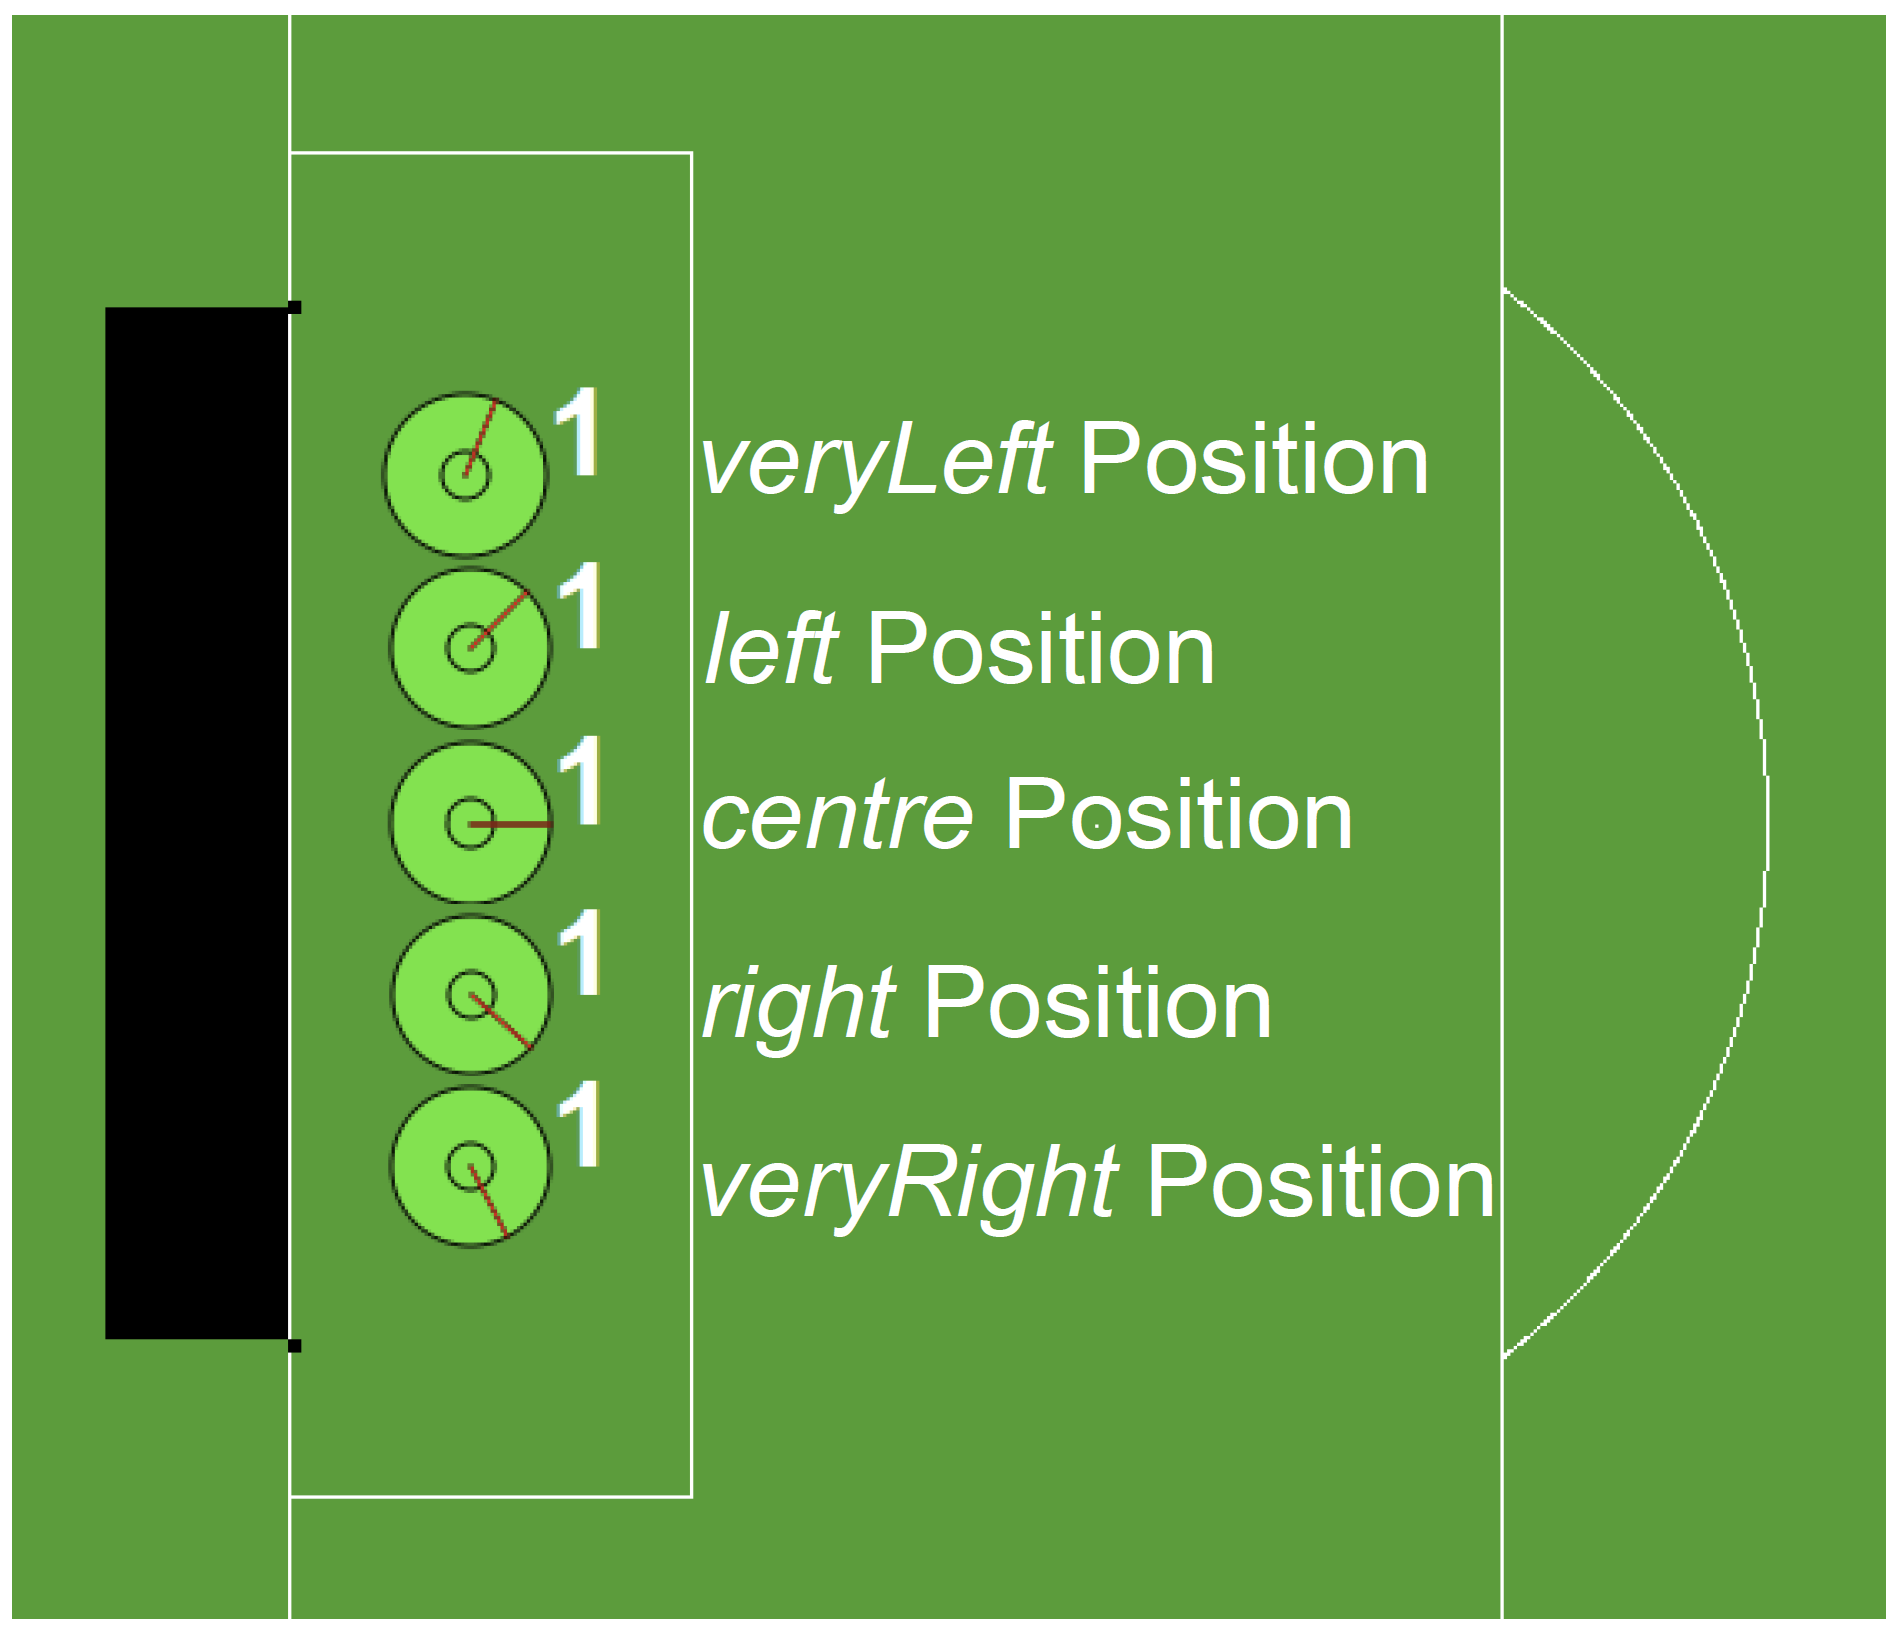 1
veryLeft Position
1
left Position
1
centre Position
1
right Position
1
veryRight Position